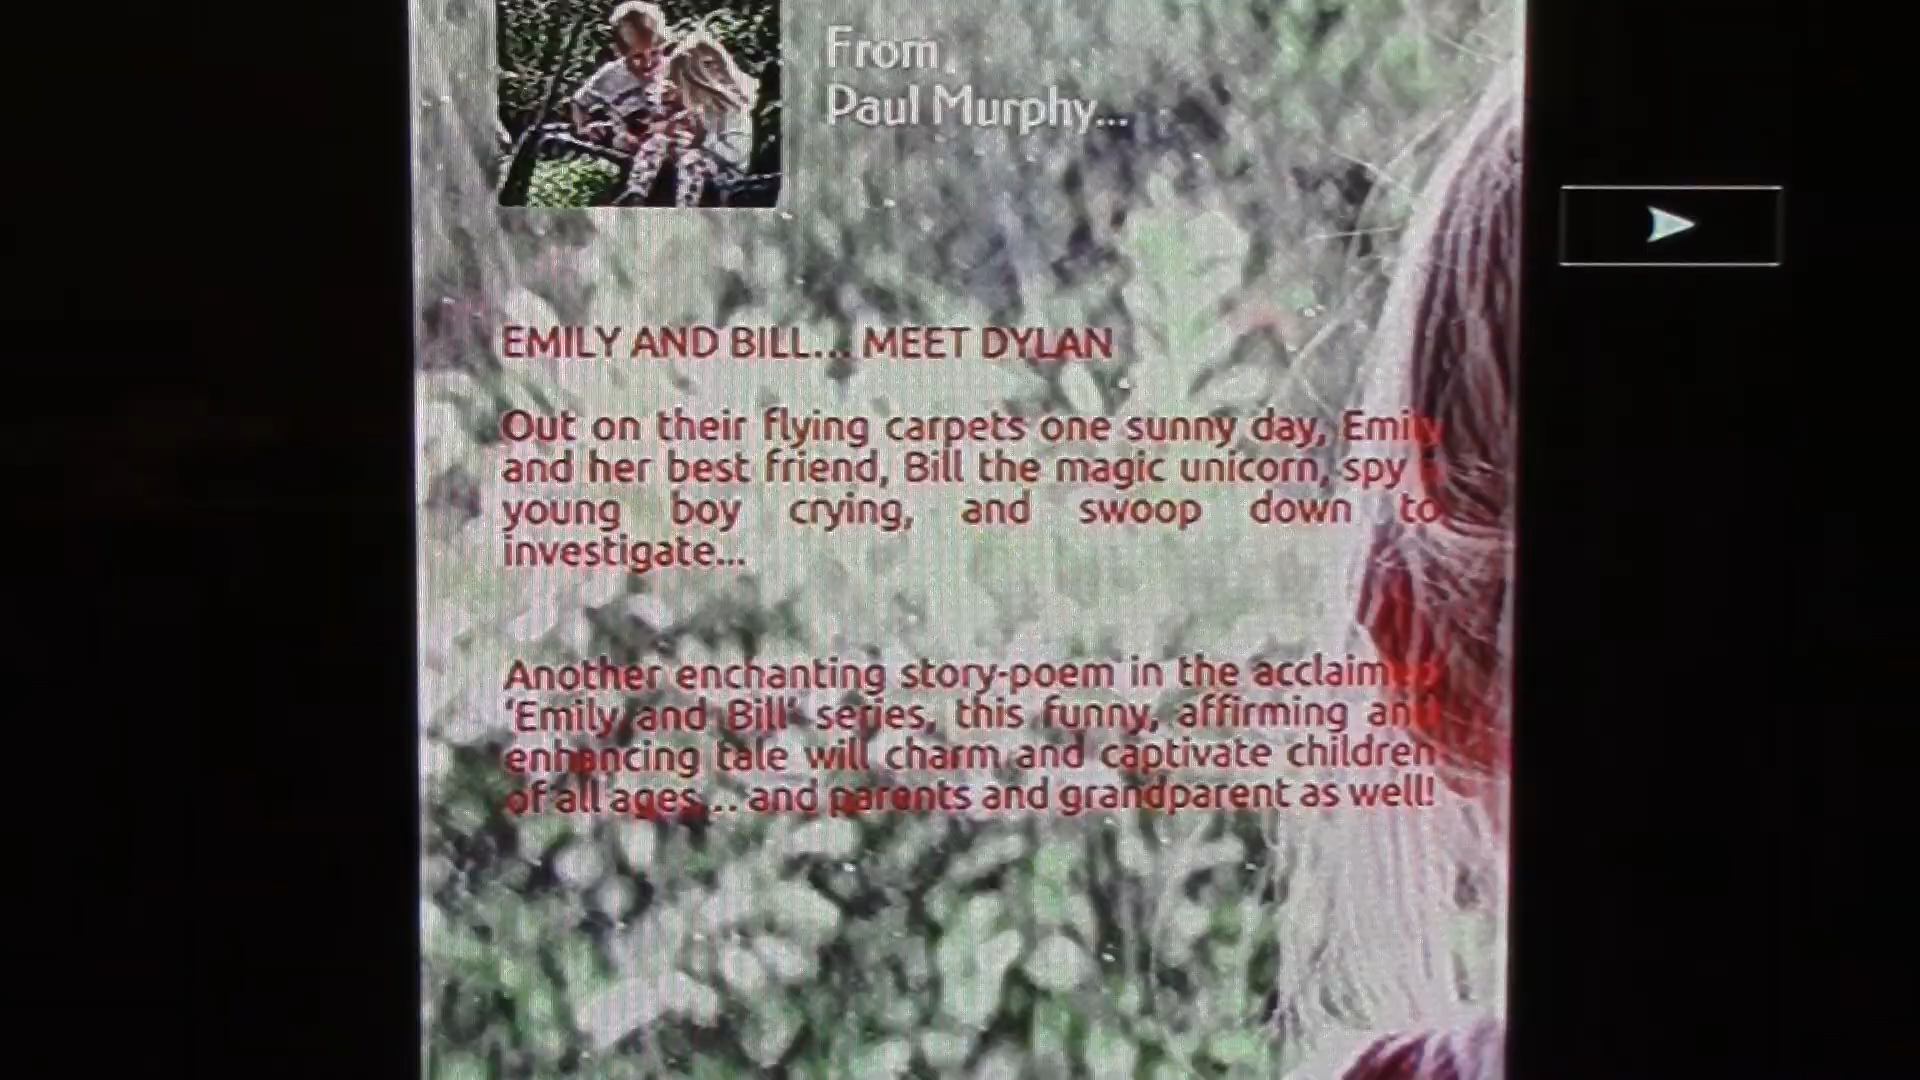 From
Paul Murphy...
EMILY AND BILL... MEET DYLAN
Out on their flying carpets one sunny day, Emily
and her best friend, Bill the magic unicorn, spy
young boy crying, and swoop down to
investigate...
Another enchanting story-poem in the acclaimed
‘Emily and Bill’ series, this funny, affirming and
enhancing tale will charm and captivate children
of all ages... and parents and grandparent as well!